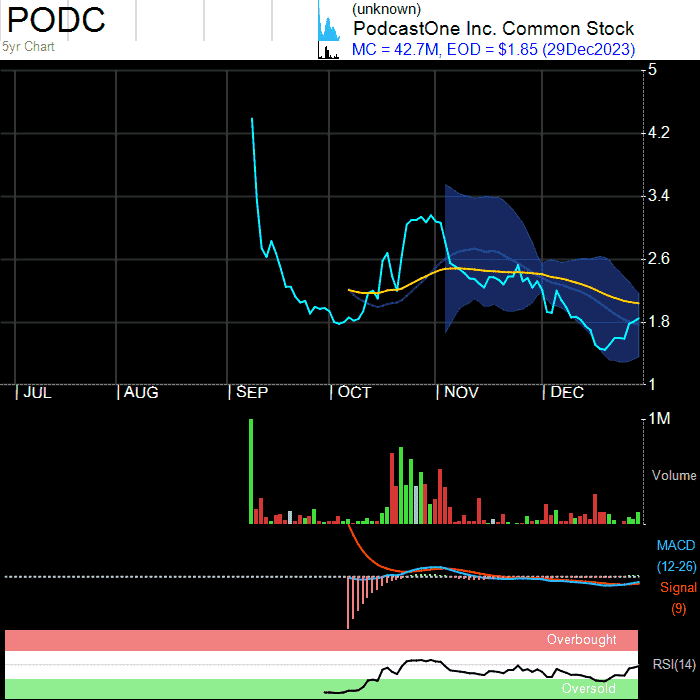 PODC
5yr Chart
(unknown)
PodcastOne Inc. Common Stock
MC = 42.7M, EOD = $1.85 (29Dec2023)
5
4.2
3.4
2.6
1.8
1
JUL AUG SEP OCT NOV DEC
1M
Volume
MACD
(12-26)
Signal
(9)
Overbought
RSI(14)
Oversold